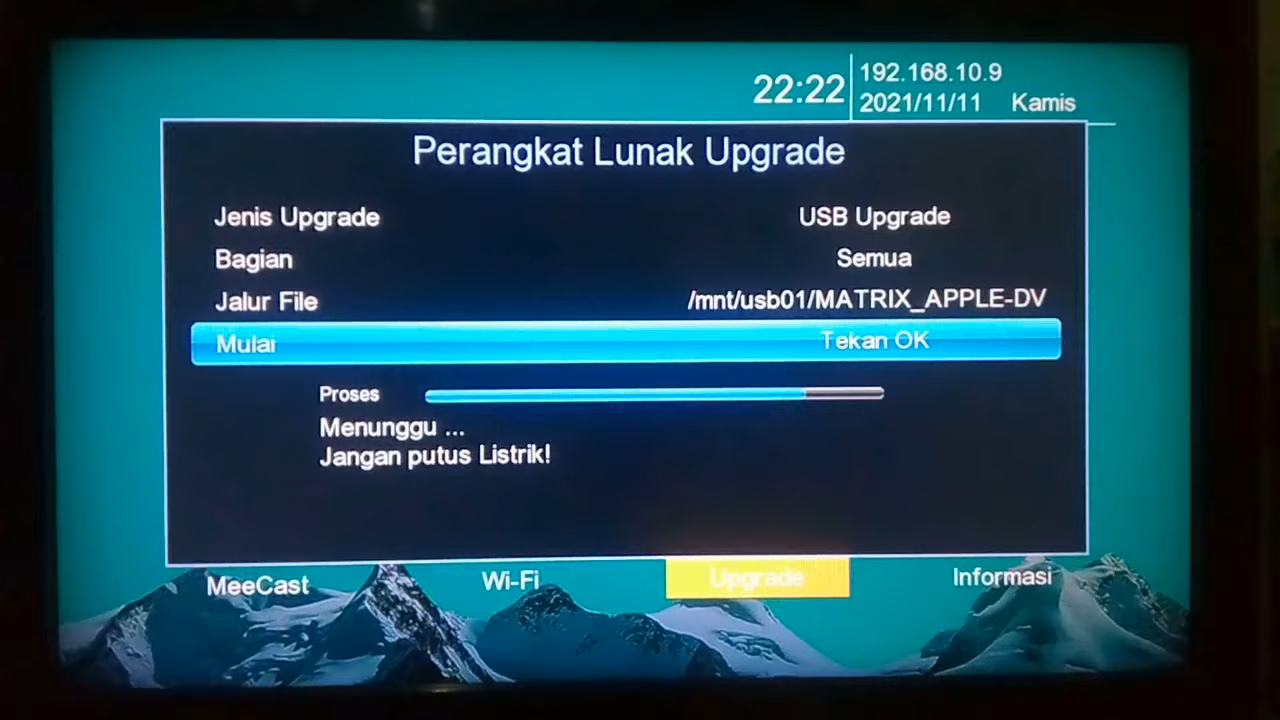 22:22
192.168.10.9
2021/11/11 Kamis
Perangkat Lunak Upgrade
Jenis Upgrade USB Upgrade
Bagian Semua
Jalur File /mnt/usb01/MATRIX_APPLE-DV
Mulai Tekan OK
Proses
Menunggu ...
Jangan putus Listrik!
MeeCast Wi-Fi Upgrade Informasi